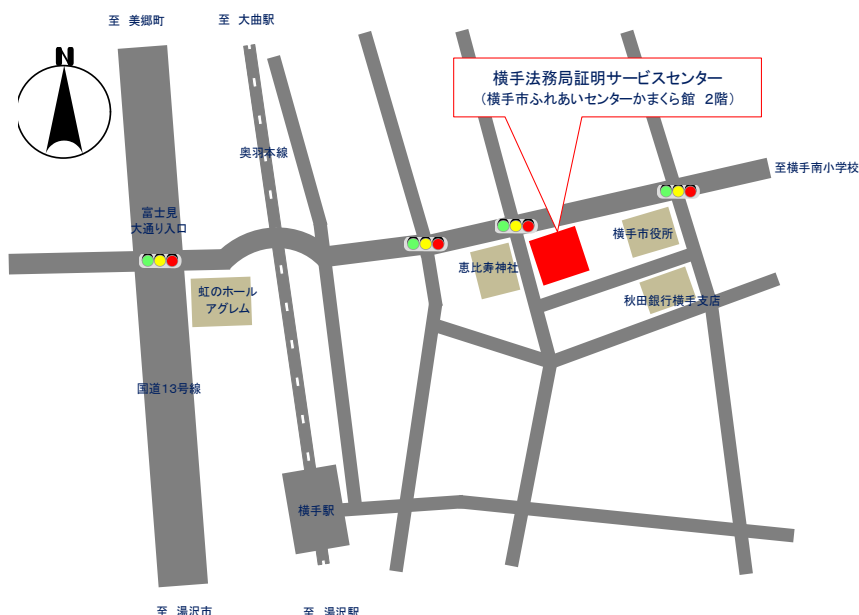 至　美郷町
至　大曲駅
N
横手法務局証明サービスセンター
（横手市ふれあいセンターかまくら館　2階）
奥羽本線
至横手南小学校
富士見
大通り入口
横手市役所
恵比寿神社
虹のホール
アグレム
秋田銀行横手支店
国道13号線
横手駅
至　湯沢市
至　湯沢駅